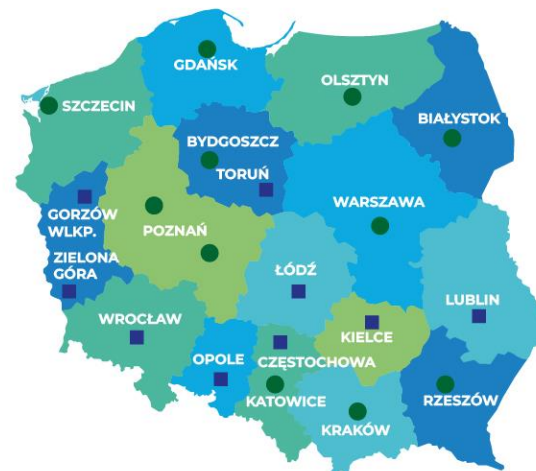 GDAŃSK
OLSZTYN
SZCZECIN
BIAŁYSTOK
BYDGOSZCZ
TORUŃ
GORZÓW
WLKP.
POZNAŃ
WARSZAWA
ZIELONA
GÓRA
ŁÓDŹ
LUBLIN
WROCŁAW
KIELCE
OPOLE
CZĘSTOCHOWA
KATOWICE
RZESZÓW
KRAKÓW